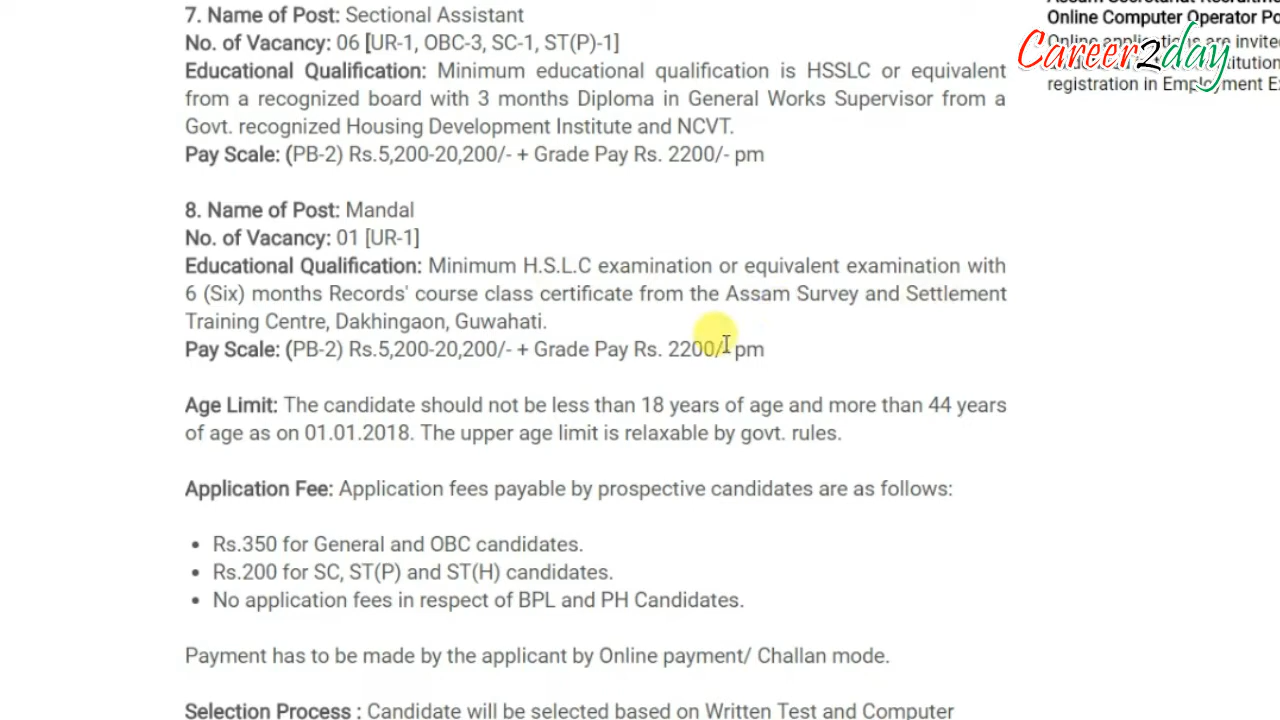 7. Name of Post: Sectional Assistant
No. of Vacancy: 06 [UR-1, OBC-3, SC-1, ST(P)-1]
Educational Qualification: Minimum educational qualification is HSSLC or equivalent
from a recognized board with 3 months Diploma in General Works Supervisor from a
Govt. recognized Housing Development Institute and NCVT.
Pay Scale: (PB-2) Rs.5,200-20,200/- + Grade Pay Rs. 2200/- pm
8. Name of Post: Mandal
No. of Vacancy: 01 [UR-1]
Educational Qualification: Minimum H.S.L.C examination or equivalent examination with
6 (Six) months Records' course class certificate from the Assam Survey and Settlement
Training Centre, Dakhingaon, Guwahati.
Pay Scale: (PB-2) Rs.5,200-20,200/- + Grade Pay Rs. 2200/- pm
Age Limit: The candidate should not be less than 18 years of age and more than 44 years
of age as on 01.01.2018. The upper age limit is relaxable by govt. rules.
Application Fee: Application fees payable by prospective candidates are as follows:
• Rs.350 for General and OBC candidates.
• Rs.200 for SC, ST(P) and ST(H) candidates.
• No application fees in respect of BPL and PH Candidates.
Payment has to be made by the applicant by Online payment/ Challan mode.
Selection Process : Candidate will be selected based on Written Test and Computer
Online Computer Operator
Online applications are invite
Career2day
registration in Employment